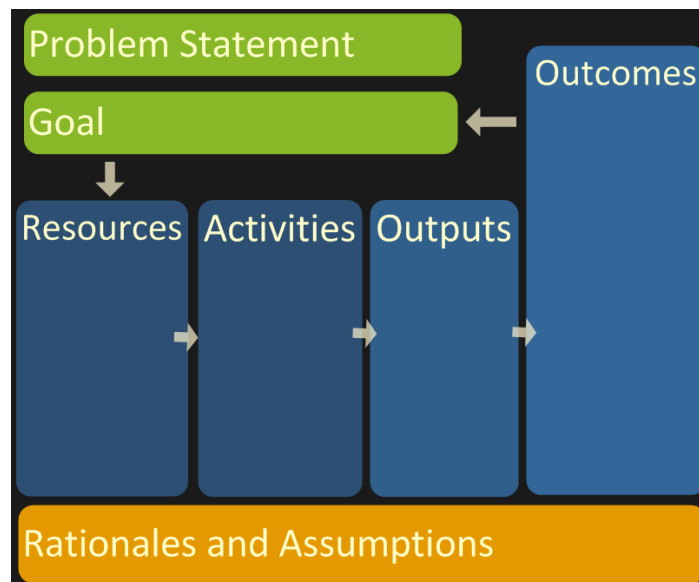 Problem Statement
Outcomes
Goal
Resources
Activities
Outputs
Rationales and Assumptions